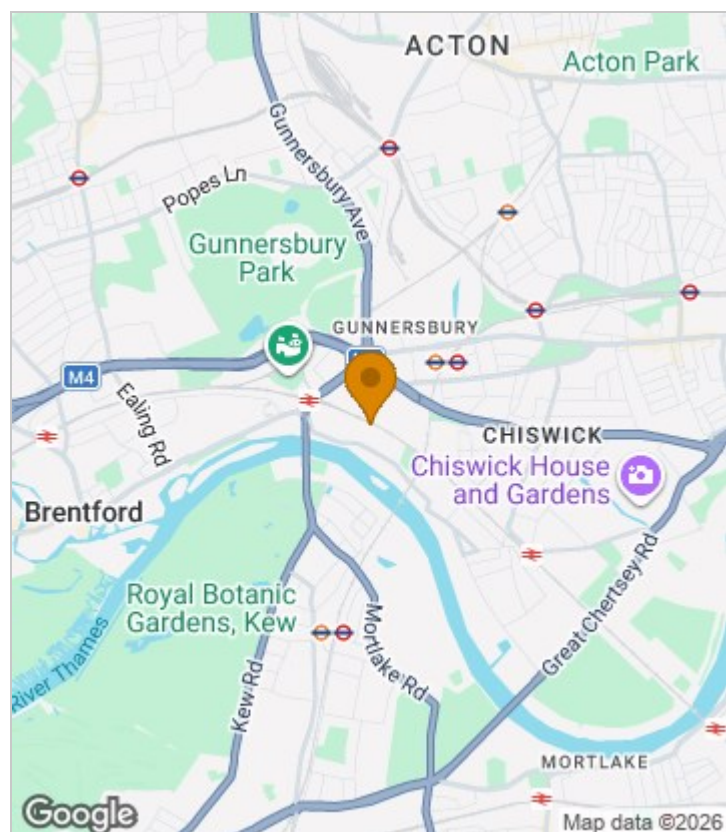 ACTON
Acton Park
Gunnersbury Ave
Popes Ln
Gunnersbury
Park
GUNNERSBURY
M4
Ealing Rd
CHISWICK
Chiswick House
and Gardens
Brentford
Royal Botanic
Gardens, Kew
River Thames
Kew Rd
Mortlake Rd
Great Chertsey Rd
MORTLAKE
Google
Map data ©2026